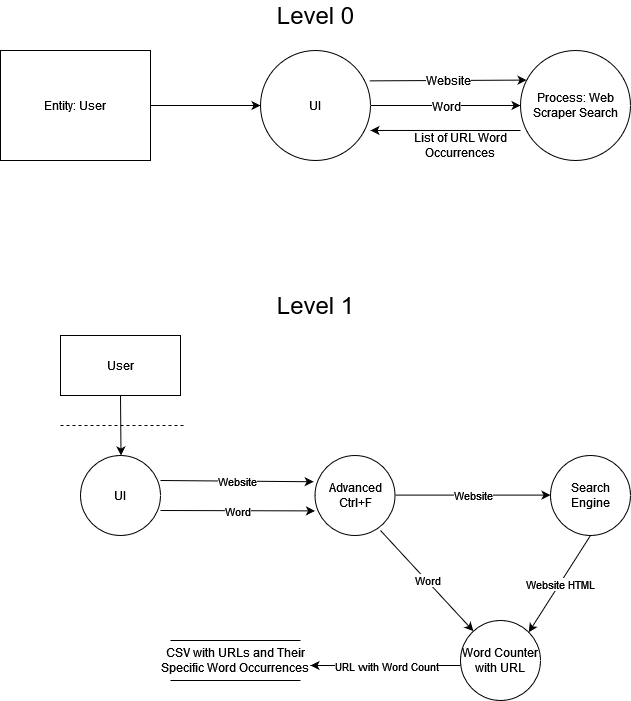 Level 0
Entity: User
UI
Website
Word
List of URL Word
Occurrences
Process: Web
Scraper Search
Level 1
User
UI
Website
Word
Advanced
Ctrl+F
Website
Search
Engine
Word
Website HTML
Word Counter
with URL
URL with Word Count
CSV with URLs and Their
Specific Word Occurrences